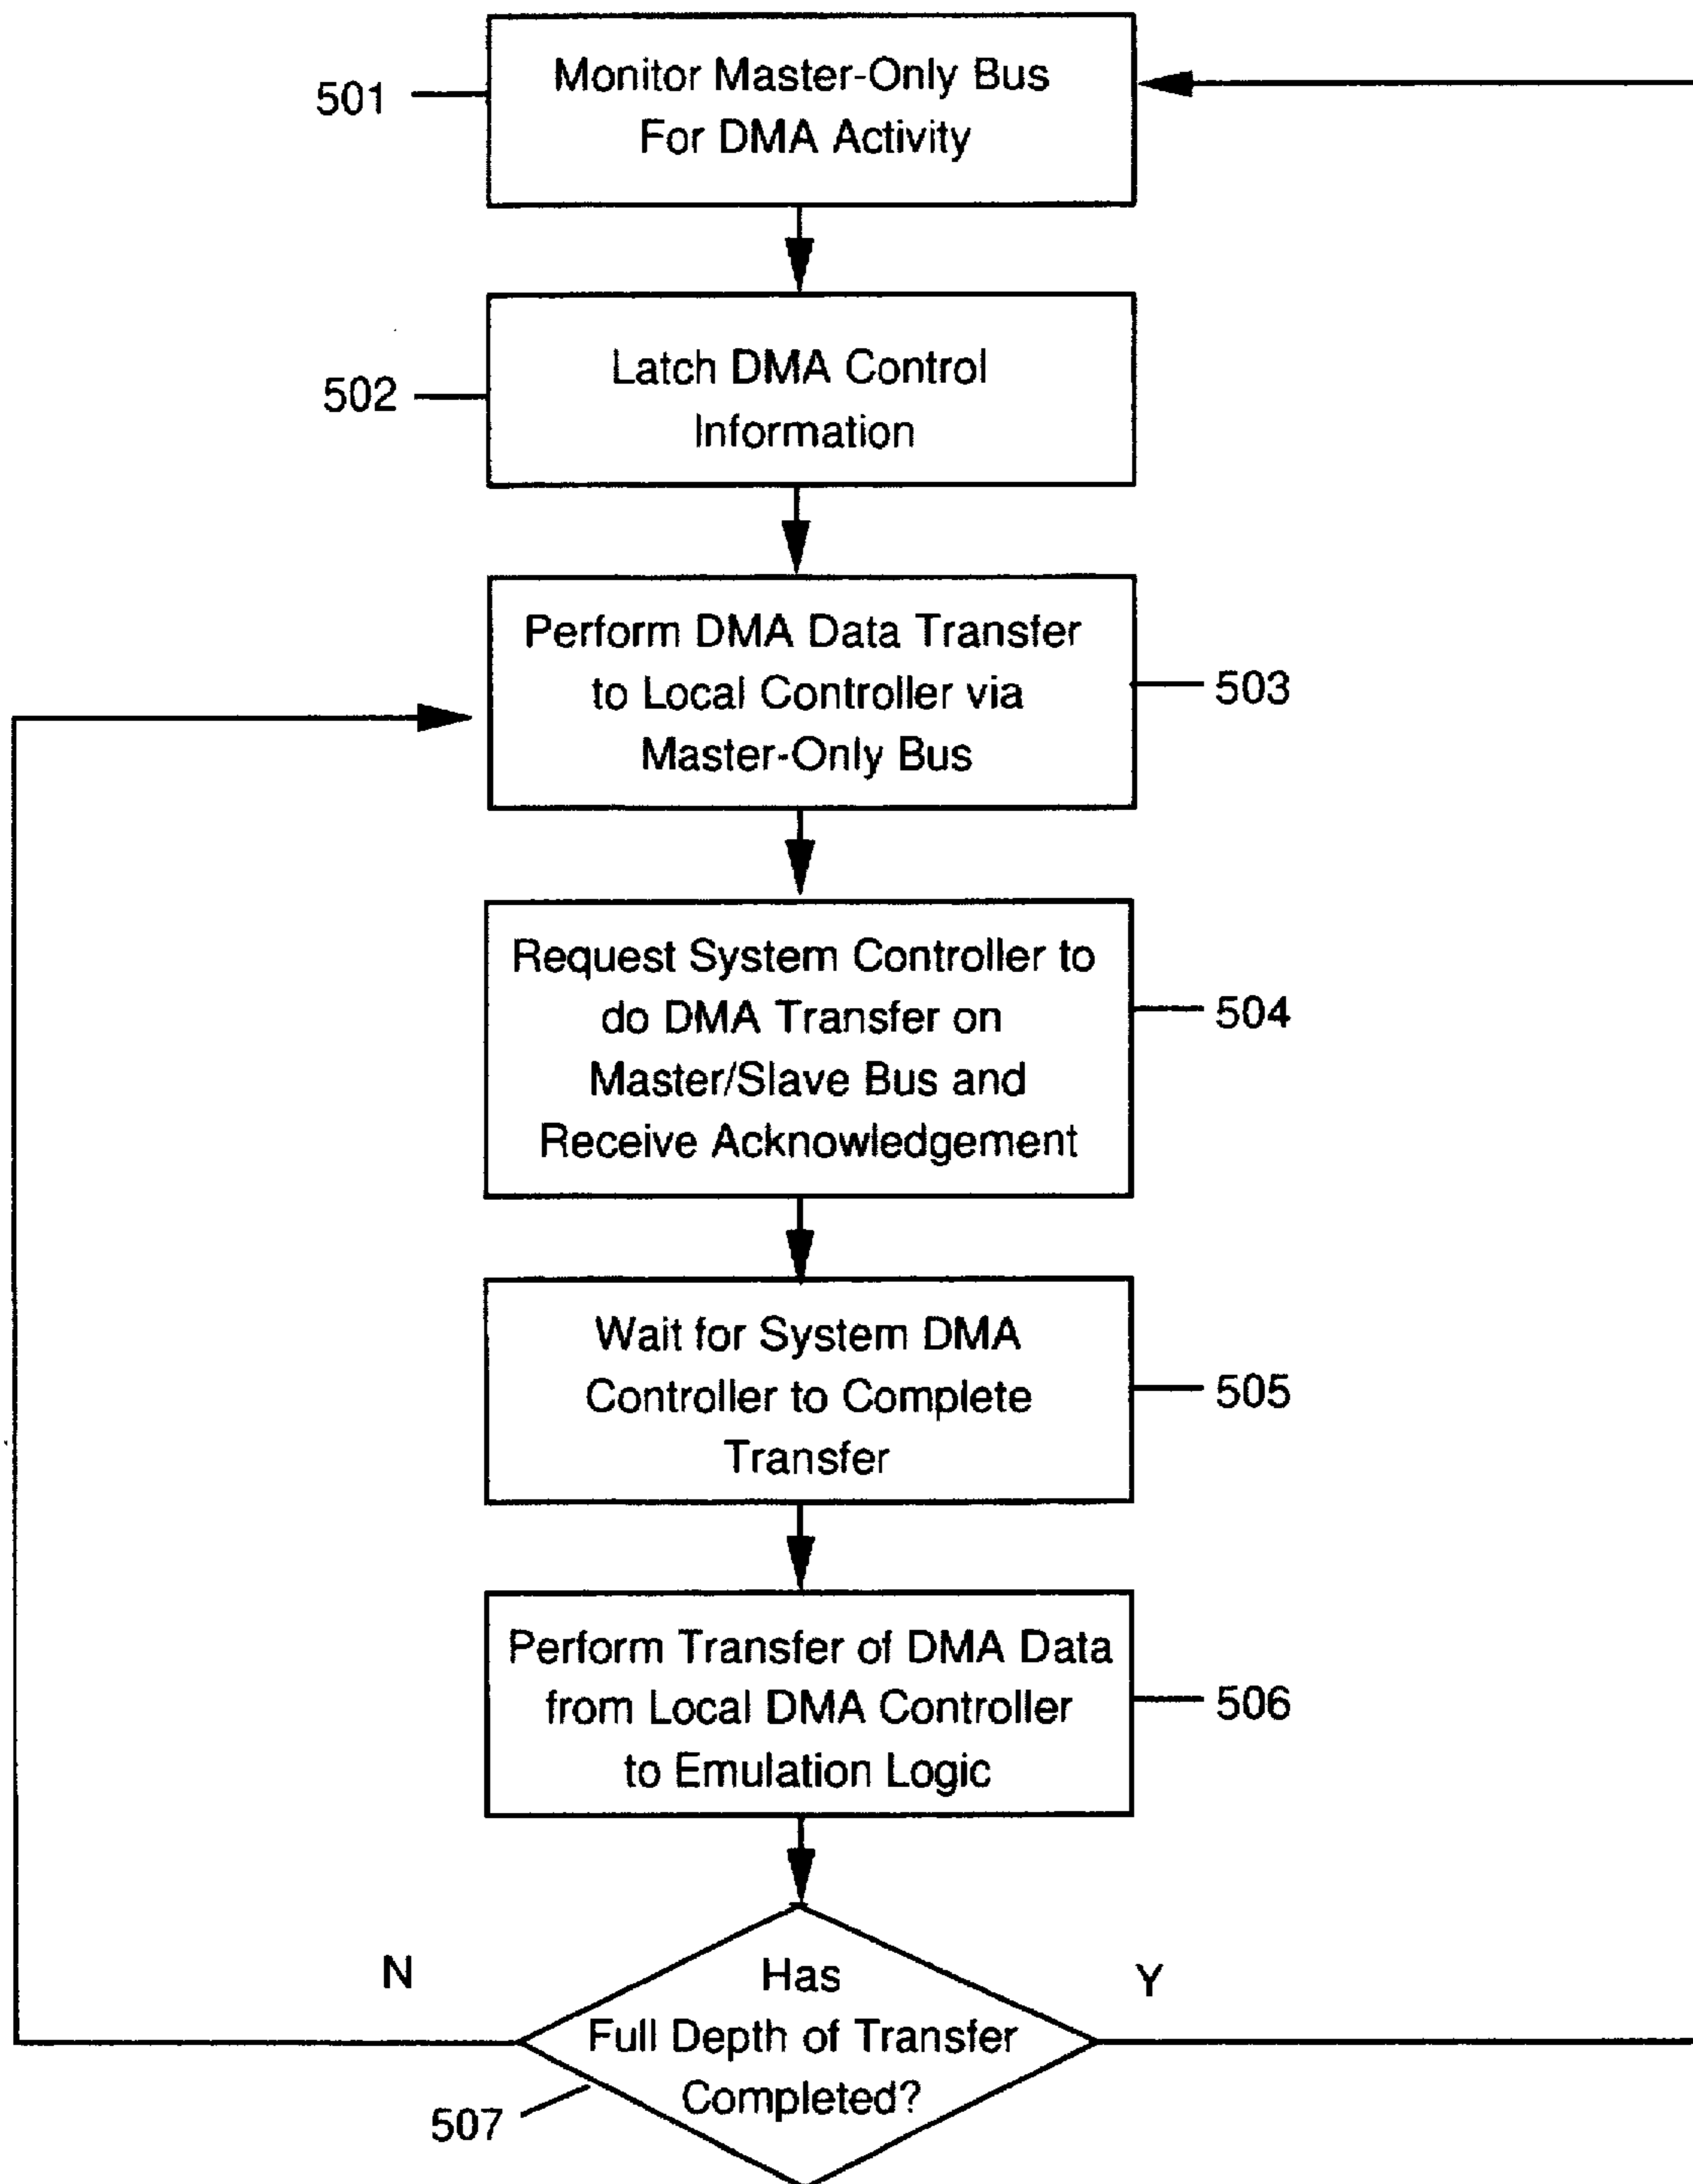 501
Monitor Master-Only Bus
For DMA Activity
502
Latch DMA Control
Information
Perform DMA Data Transfer
to Local Controller via
Master-Only Bus
503
Request System Controller to
do DMA Transfer on
Master/Slave Bus and
Receive Acknowledgement
504
Wait for System DMA
Controller to Complete
Transfer
505
Perform Transfer of DMA Data
from Local DMA Controller
to Emulation Logic
506
N
Has
Full Depth of Transfer
Completed?
Y
507